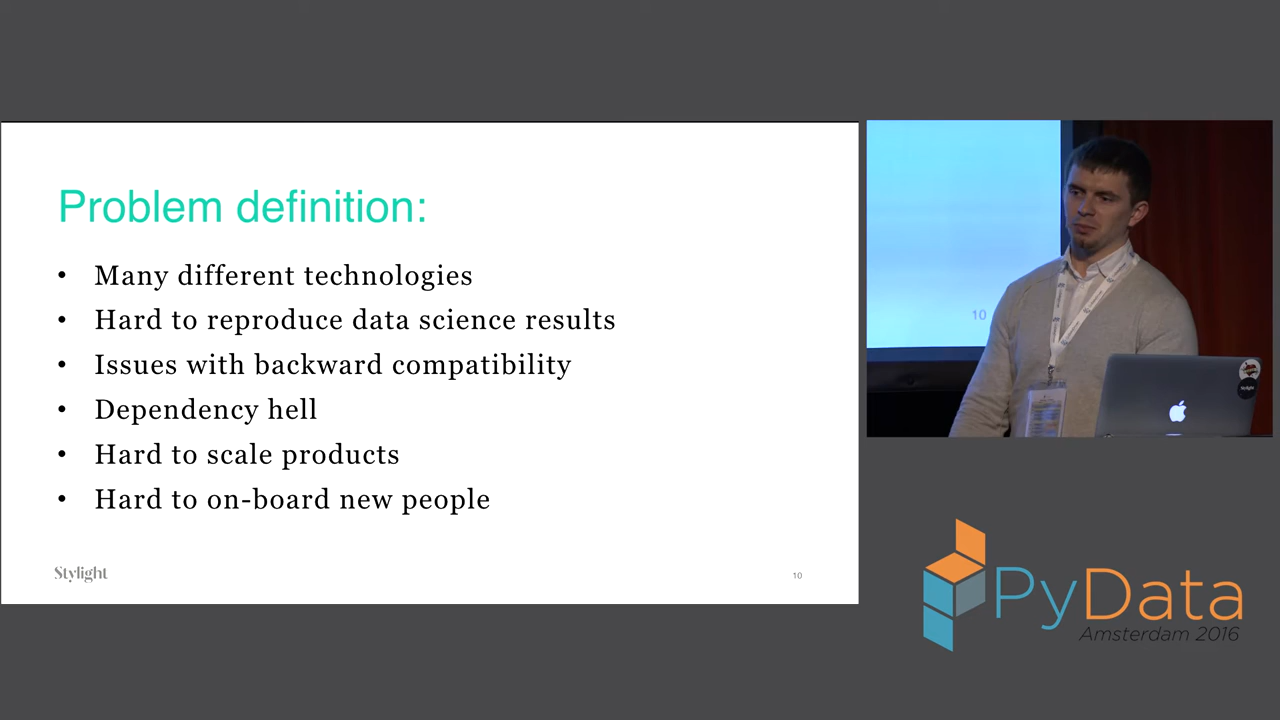 Problem definition:
• Many different technologies
• Hard to reproduce data science results
• Issues with backward compatibility
• Dependency hell
• Hard to scale products
• Hard to on-board new people
Stylight
10
10
PyData
Amsterdam 2016